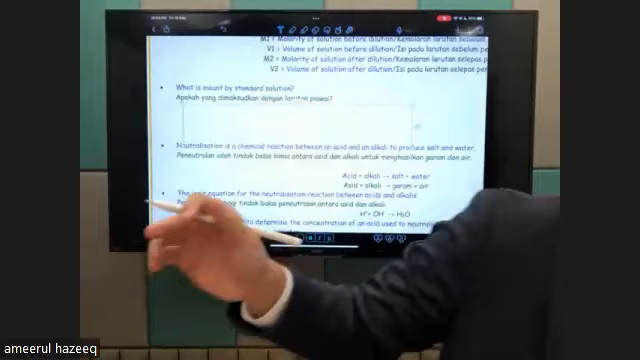 M1 = Molarity of solution before dilution/Kemolaran larutan sebelum
V1 = Volume of solution before dilution/Isi padu larutan sebelum pe
M2 = Molarity of solution after dilution/Kemolaran larutan selepas
V2 = Volume of solution after dilution/Isi padu larutan selepas per
• What is meant by standard solution?
Apakah yang dimaksudkan dengan larutan piawai?
• Neutralisation is a chemical reaction between an acid and an alkali to produce salt and water.
Peneutralan ialah tindak balas kimia antara asid dan alkali untuk menghasilkan garam dan air.
Acid + alkali → salt + water
Asid + alkali → garam + air
• The ionic equation for the neutralisation reaction between acids and alkalis
bagi tindak balas peneutralan antara asid dan alkali.
H⁺ + OH⁻ → H₂O
to determine the concentration of an acid used to neutral
ameerul hazeeq